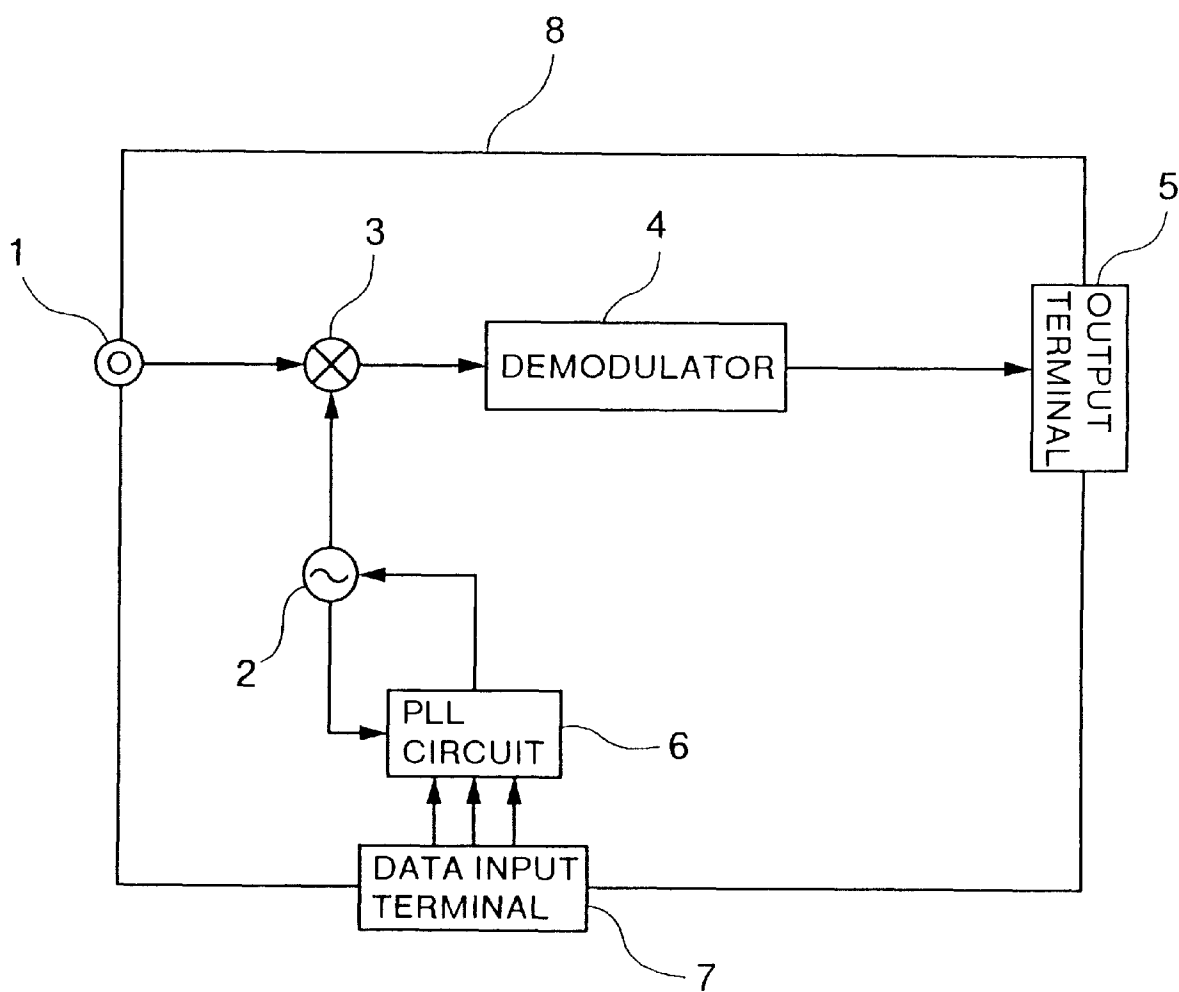 8
5
3
4
1
OUTPUT
TERMINAL
DEMODULATOR
2
PLL
CIRCUIT
6
DATA INPUT
TERMINAL
7